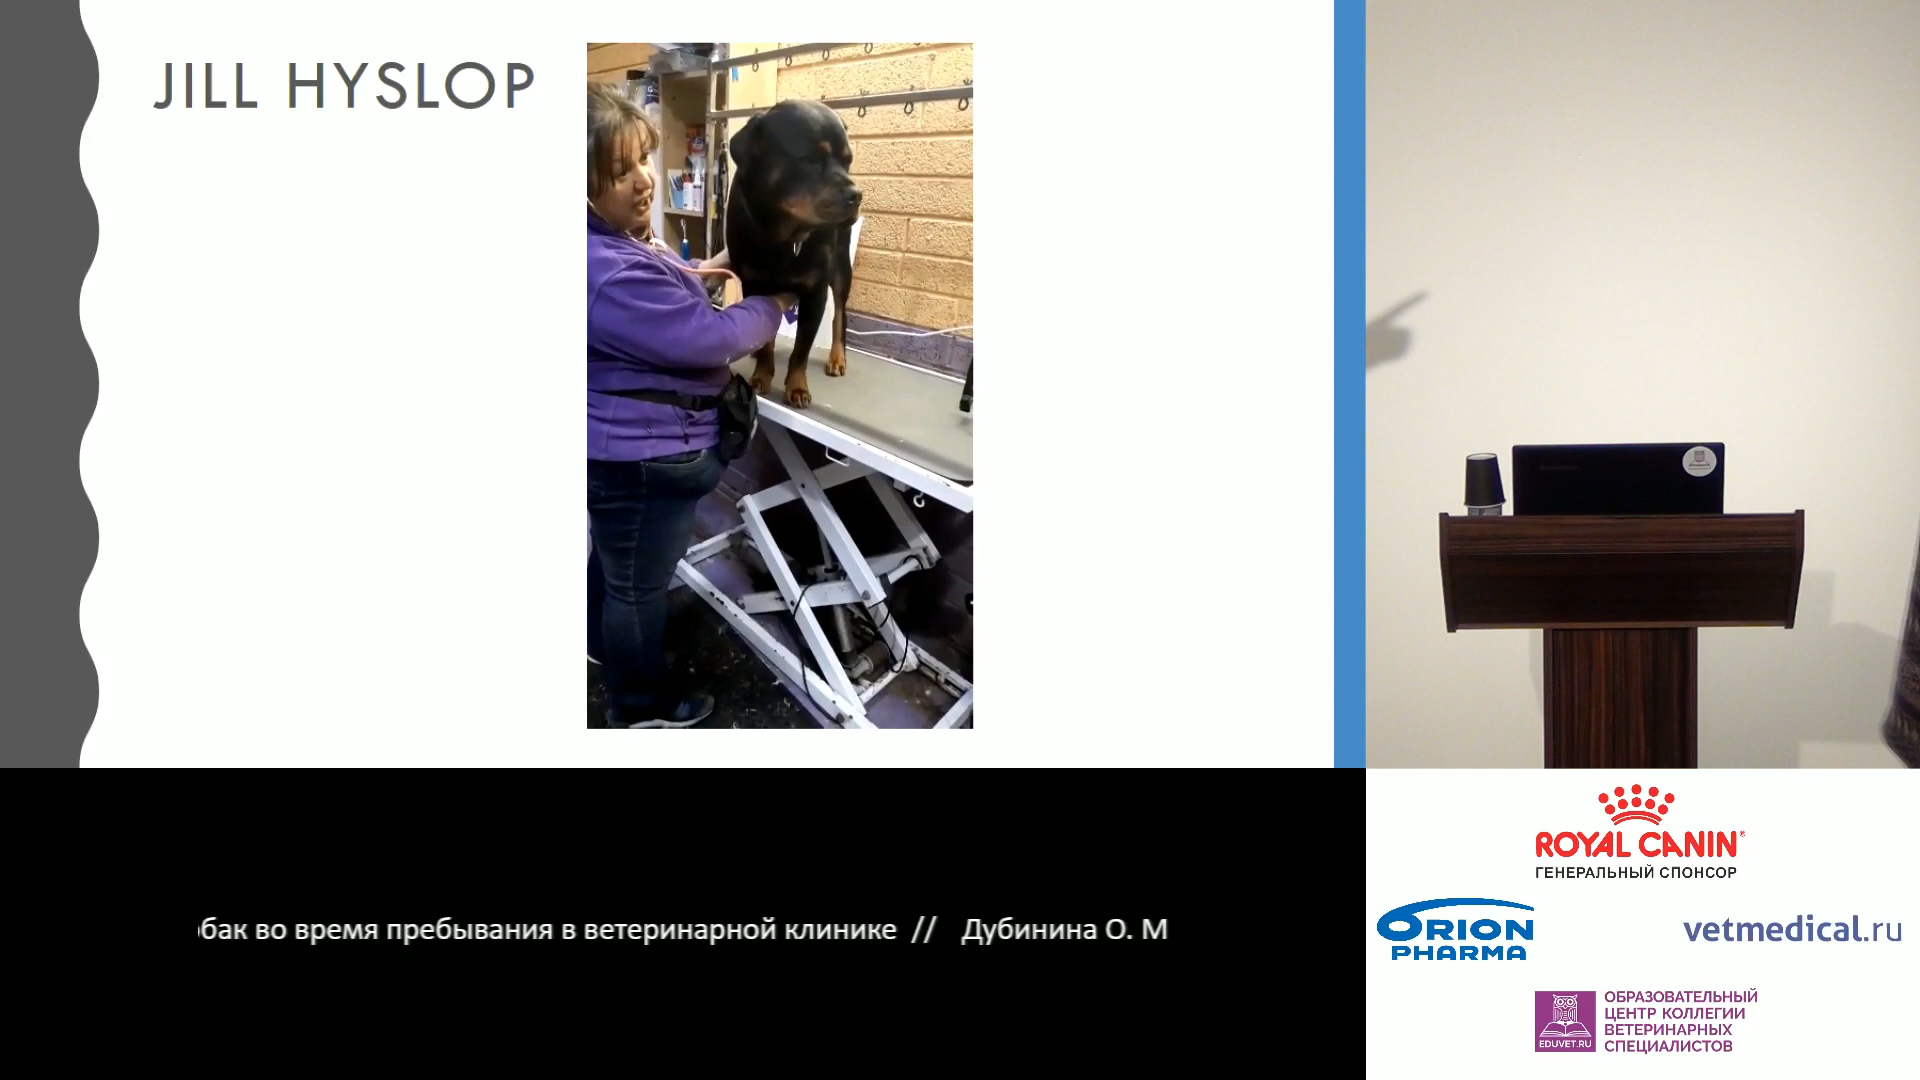 JILL HYSLOP
бак во время пребывания в ветеринарной клинике // Дубинина О. М
ROYAL CANIN
ГЕНЕРАЛЬНЫЙ СПОНСОР
ORION
PHARMA
vetmedical.ru
EDUVET.RU
ОБРАЗОВАТЕЛЬНЫЙ
ЦЕНТР КОЛЛЕГИИ
ВЕТЕРИНАРНЫХ
СПЕЦИАЛИСТОВ